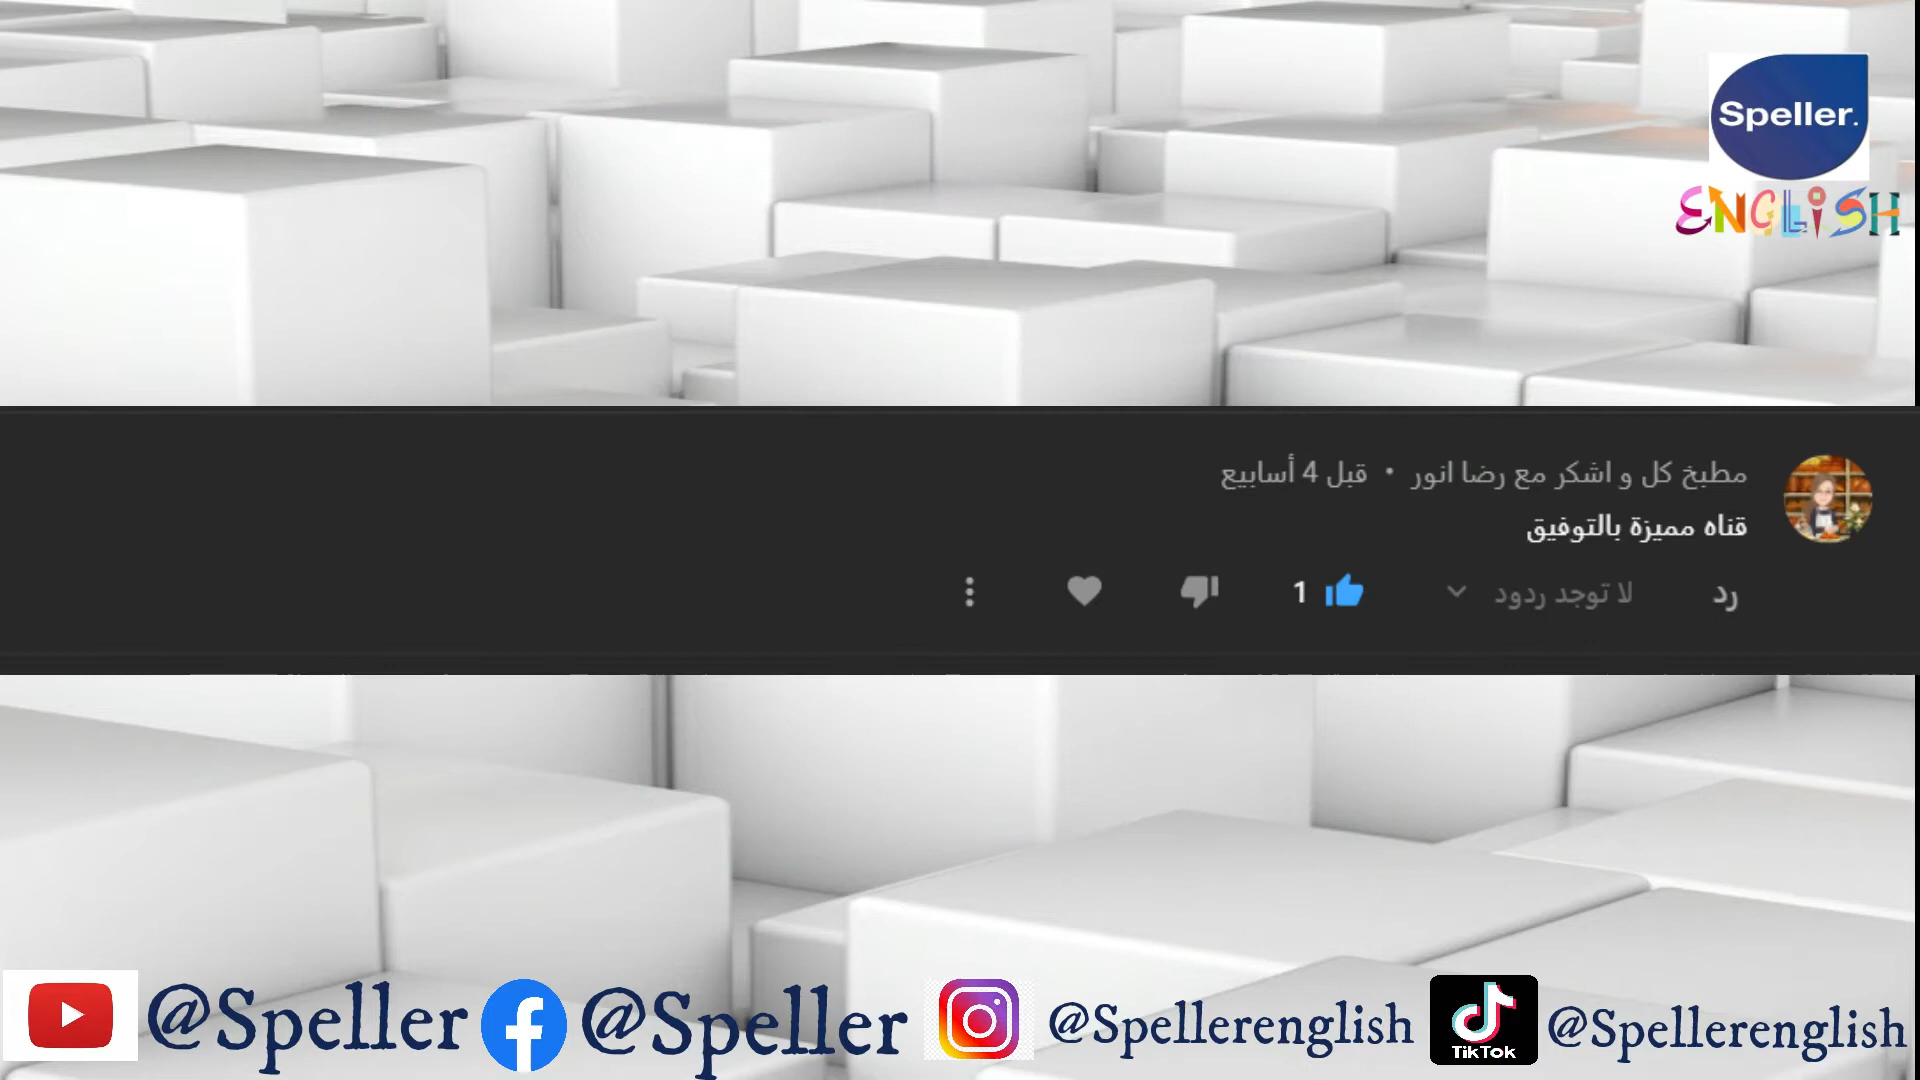 Speller.
ENGLISH
مطبخ كل و اشكر مع رضا انور • قبل 4 أسابيع
قناه مميزة بالتوفيق
رد لا توجد ردود 1
@Speller @Speller @Spellerenglish TikTok @Spellerenglish